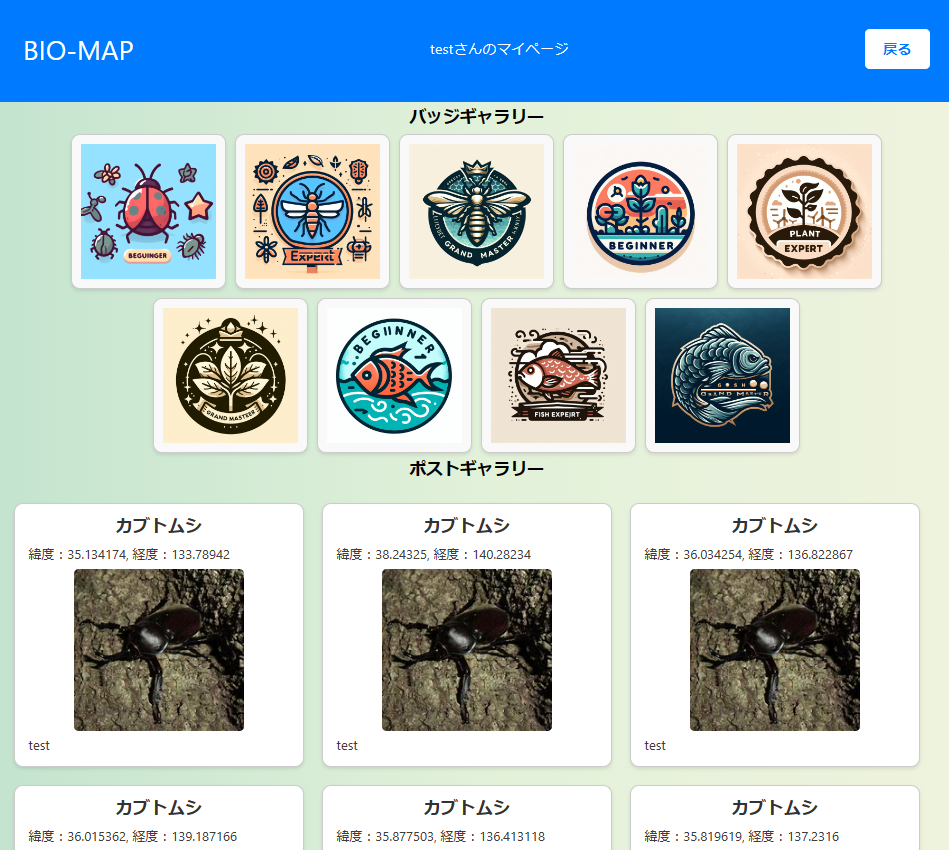 BIO-MAP
testさんのマイページ
戻る
バッジギャラリー
BEGUINGER
Expert
GRAND MASTER
BEGINNER
PLANT
EXPERT
GRAND MASTEER
BEGIINNER
FISH EXPEJRT
GOSH
GRAND MASTER
ポストギャラリー
カブトムシ
緯度：35.134174, 経度：133.78942
test
カブトムシ
緯度：38.24325, 経度：140.28234
test
カブトムシ
緯度：36.034254, 経度：136.822867
test
カブトムシ
緯度：36.015362, 経度：139.187166
カブトムシ
緯度：35.877503, 経度：136.413118
カブトムシ
緯度：35.819619, 経度：137.2316